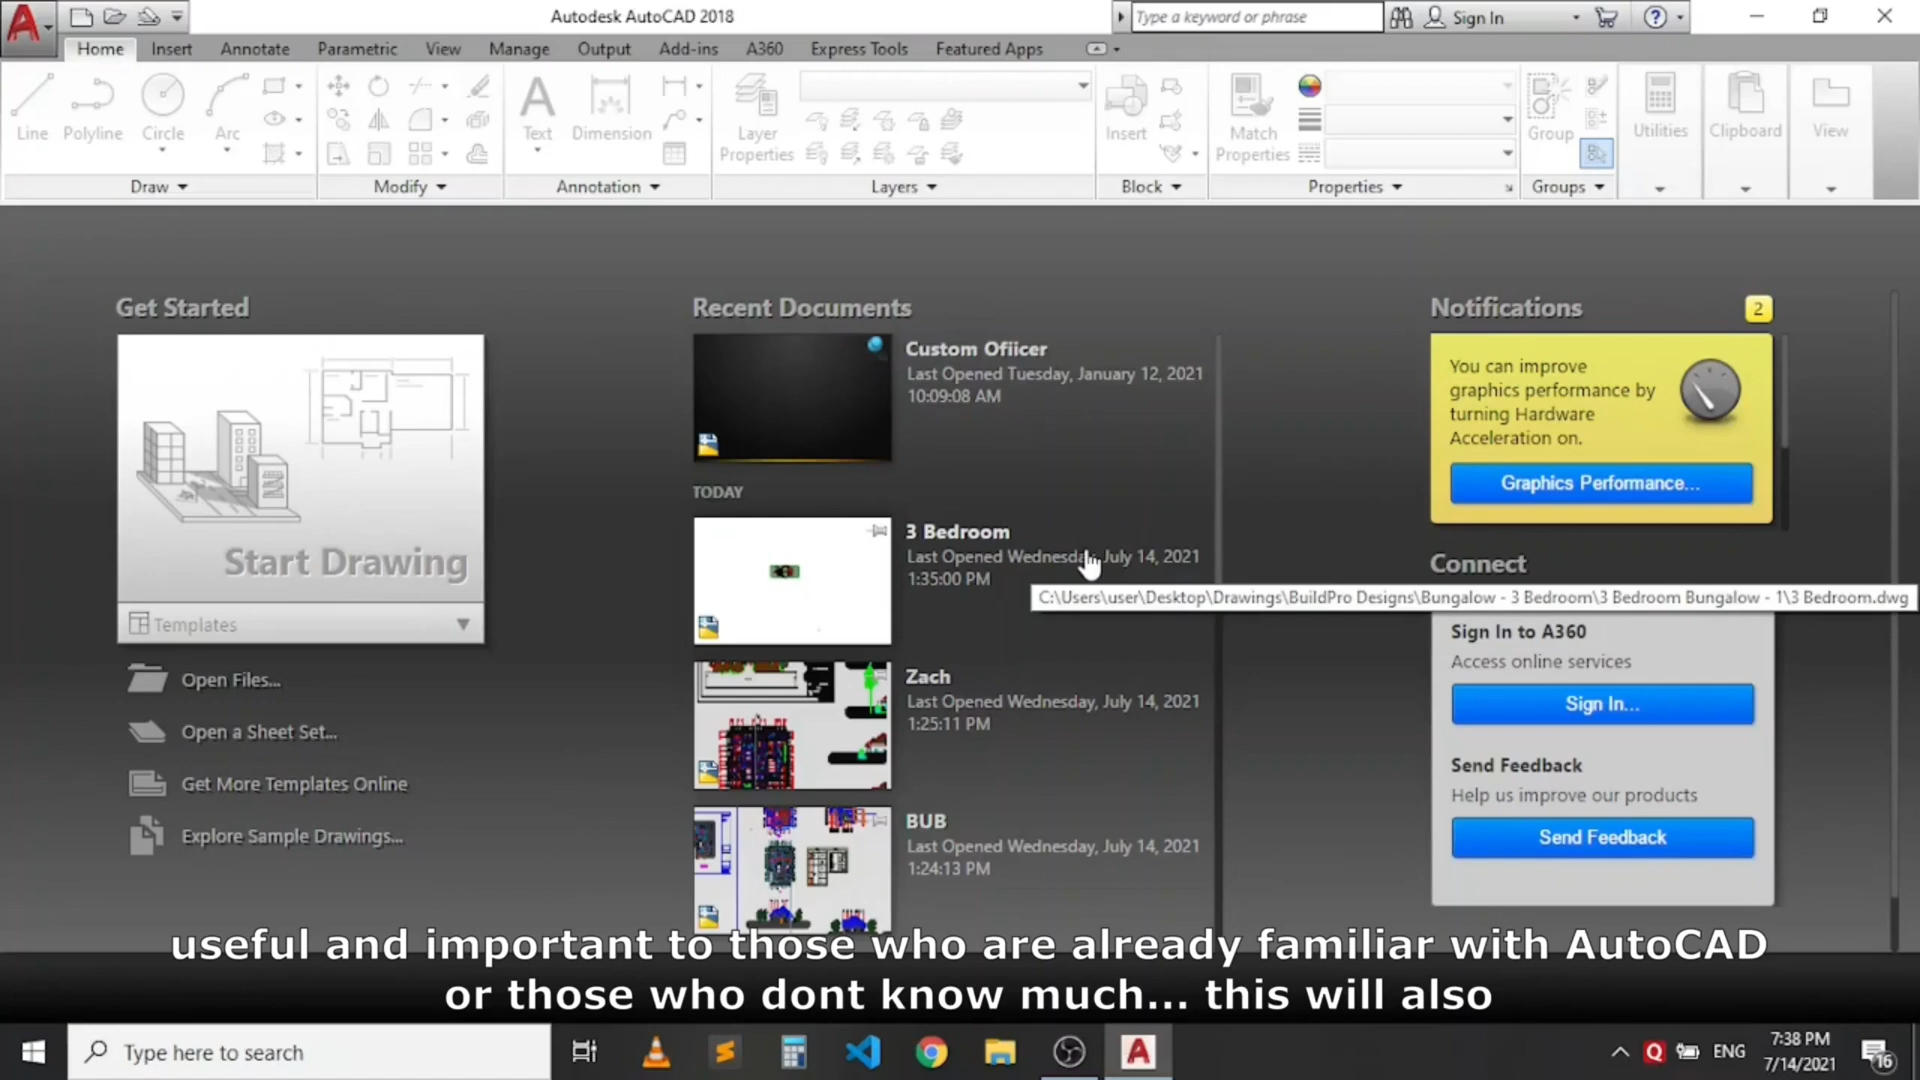 Autodesk AutoCAD 2018
Type a keyword or phrase
Sign In
Home Insert Annotate Parametric View Manage Output Add-ins A360 Express Tools Featured Apps
Line
Polyline
Circle
Arc
Text
Dimension
Layer
Properties
Insert
Match
Properties
Group
Utilities
Clipboard
View
Draw
Modify
Annotation
Layers
Block
Properties
Groups
Get Started
Start Drawing
Templates
Open Files...
Open a Sheet Set...
Get More Templates Online
Explore Sample Drawings...
Recent Documents
Custom Ofiicer
Last Opened Tuesday, January 12, 2021
10:09:08 AM
TODAY
3 Bedroom
Last Opened Wednesday, July 14, 2021
1:35:00 PM
C:\Users\user\Desktop\Drawings\BuildPro Designs\Bungalow - 3 Bedroom\3 Bedroom Bungalow - 1\3 Bedroom.dwg
Zach
Last Opened Wednesday, July 14, 2021
1:25:11 PM
BUB
Last Opened Wednesday, July 14, 2021
1:24:13 PM
Notifications
2
You can improve
graphics performance by
turning Hardware
Acceleration on.
Graphics Performance...
Connect
Sign In to A360
Access online services
Sign In...
Send Feedback
Help us improve our products
Send Feedback
useful and important to those who are already familiar with AutoCAD
or those who dont know much... this will also
Type here to search
ENG
7:38 PM
7/14/2021
16